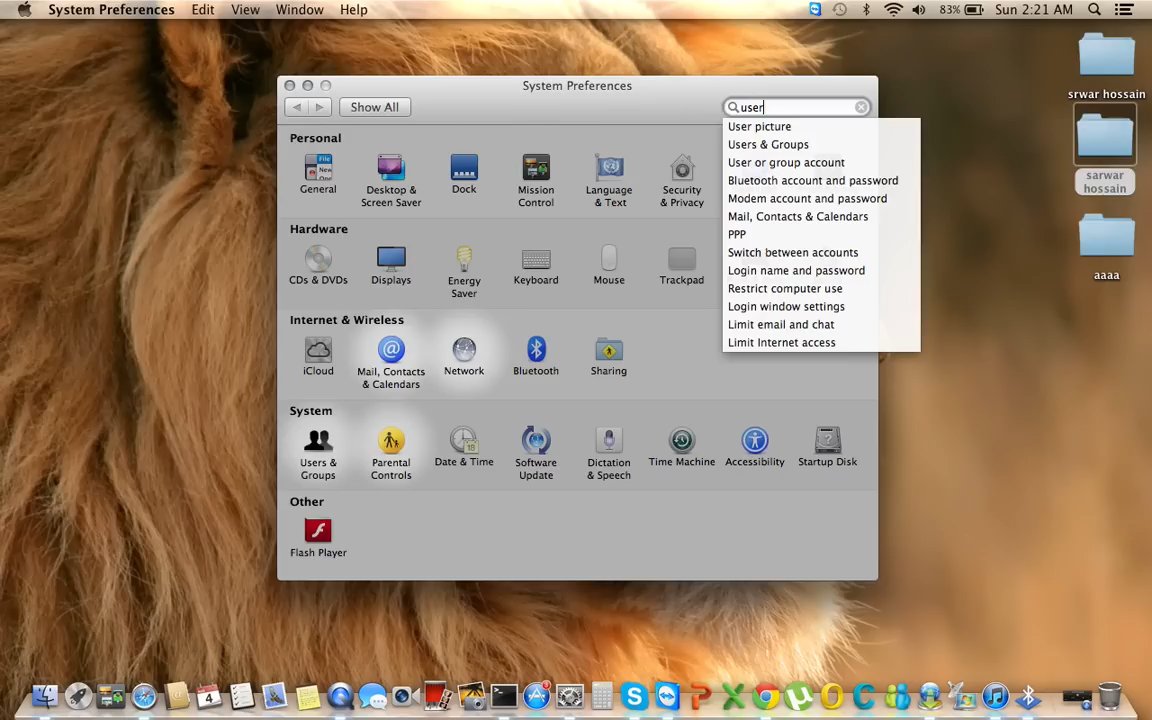 System Preferences Edit View Window Help
83% Sun 2:21 AM
System Preferences
Show All
user
User picture
Users & Groups
User or group account
Bluetooth account and password
Modem account and password
Mail, Contacts & Calendars
PPP
Switch between accounts
Login name and password
Restrict computer use
Login window settings
Limit email and chat
Limit Internet access
Personal
General
Desktop &
Screen Saver
Dock
Mission
Control
Language
& Text
Security
& Privacy
Hardware
CDs & DVDs
Displays
Energy
Saver
Keyboard
Mouse
Trackpad
Internet & Wireless
iCloud
Mail, Contacts
& Calendars
Network
Bluetooth
Sharing
System
Users &
Groups
Parental
Controls
Date & Time
Software
Update
Dictation
& Speech
Time Machine
Accessibility
Startup Disk
Other
Flash Player
srwar hossain
sarwar
hossain
aaaa